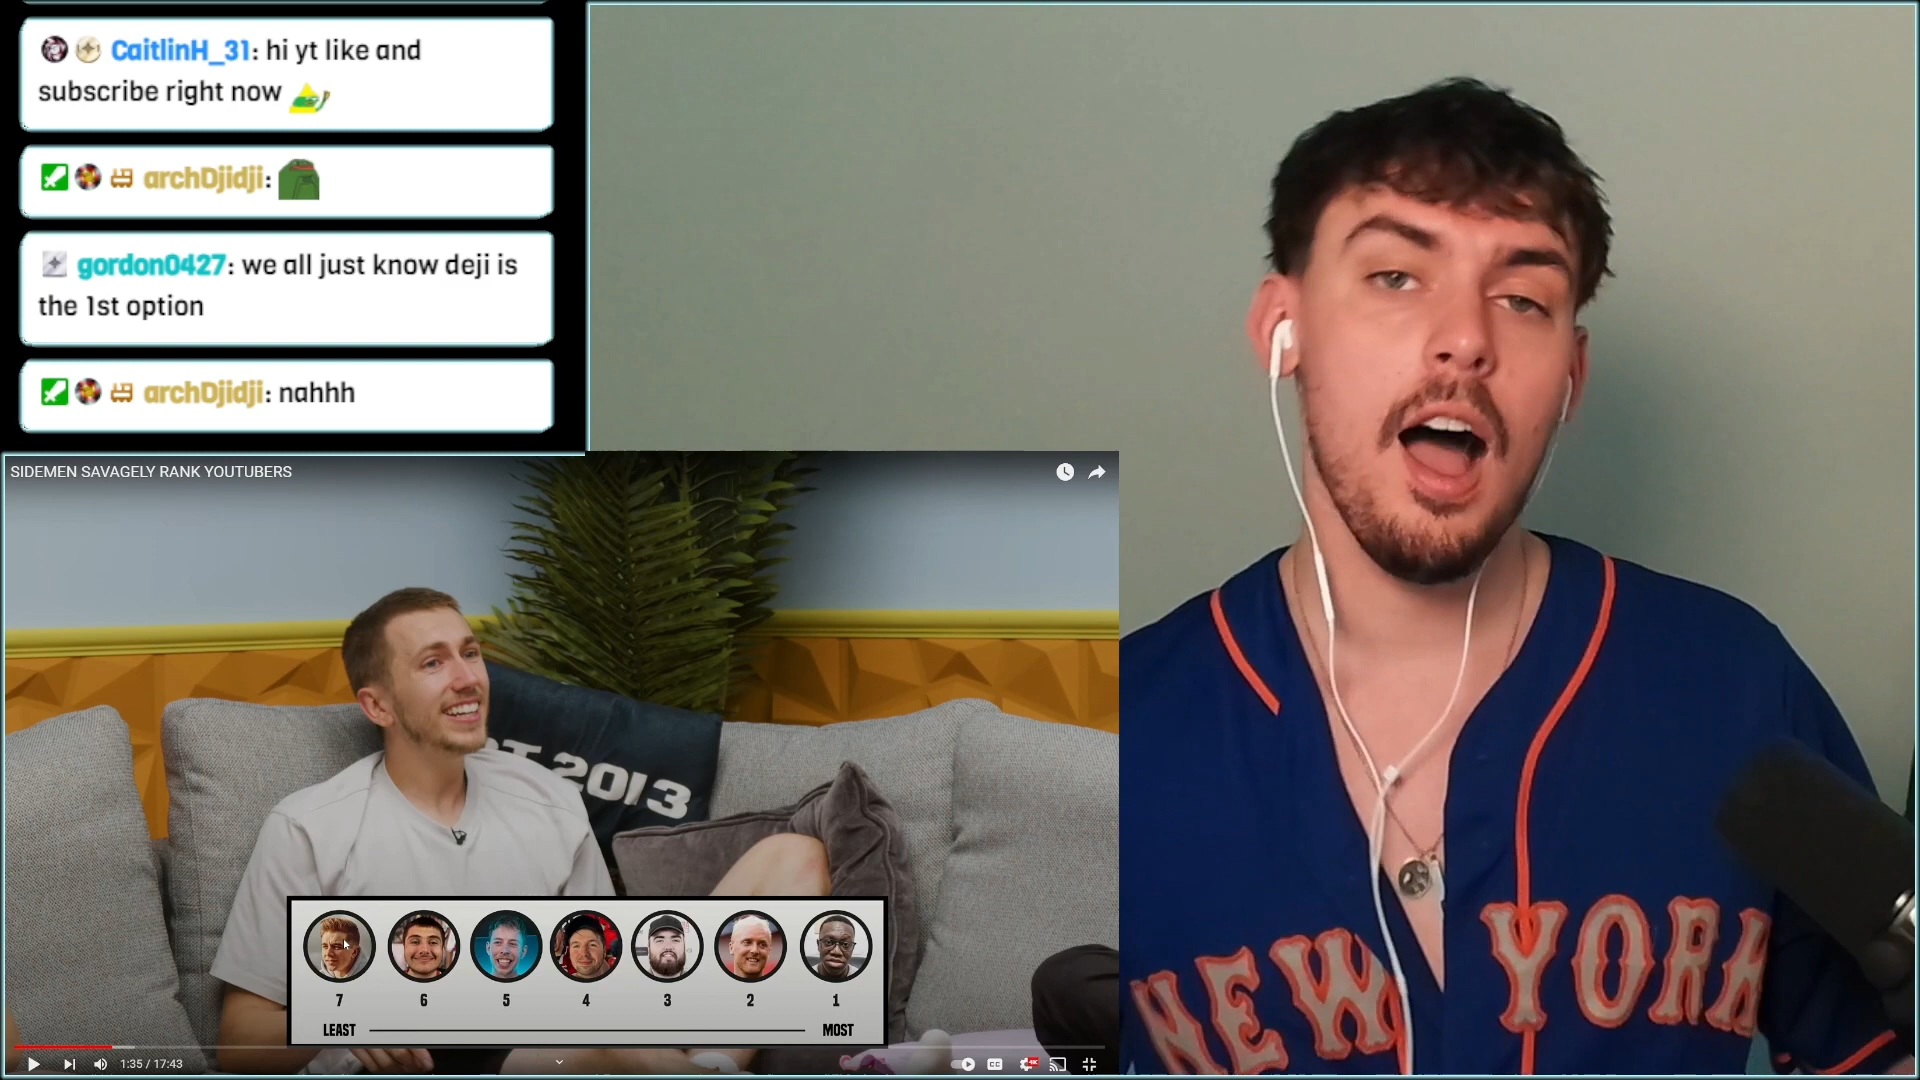 CaitlinH_31: hi yt like and
subscribe right now
archDjidji:
gordon0427: we all just know deji is
the 1st option
archDjidji: nahhh
SIDEMEN SAVAGELY RANK YOUTUBERS
2013
7 6 5 4 3 2 1
LEAST MOST
1:35 / 17:43
CC 4K
NEW YORK